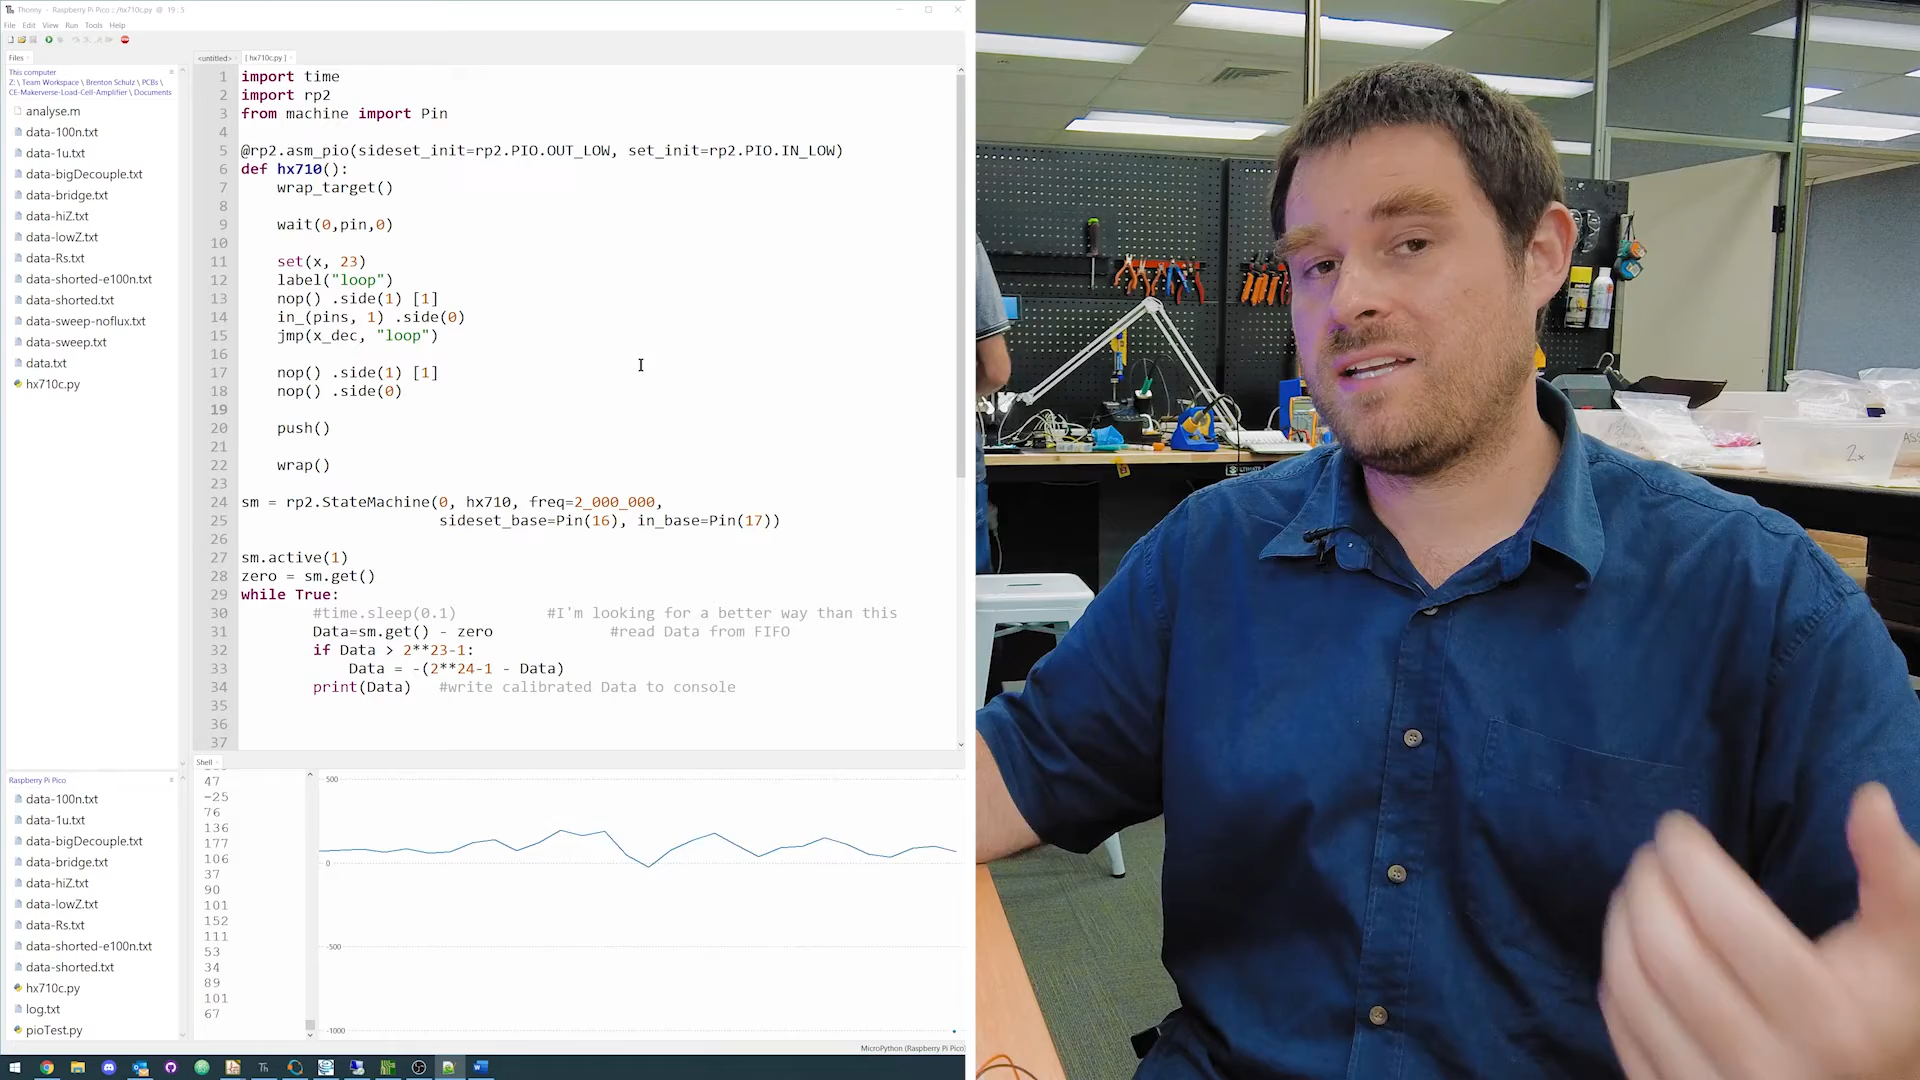 Thonny - Raspberry Pi Pico :: /hx710c.py @ 19 : 5
File Edit View Run Tools Help
Files
This computer
Z: \ Team Workspace \ Brenton Schulz \ PCBs \
CE-Makerverse-Load-Cell-Amplifier \ Documents
analyse.m
data-100n.txt
data-1u.txt
data-bigDecouple.txt
data-bridge.txt
data-hiZ.txt
data-lowZ.txt
data-Rs.txt
data-shorted-e100n.txt
data-shorted.txt
data-sweep-noflux.txt
data-sweep.txt
data.txt
hx710c.py
Raspberry Pi Pico
data-100n.txt
data-1u.txt
data-bigDecouple.txt
data-bridge.txt
data-hiZ.txt
data-lowZ.txt
data-Rs.txt
data-shorted-e100n.txt
data-shorted.txt
hx710c.py
log.txt
pioTest.py
<untitled> [ hx710c.py ]
1 import time
2 import rp2
3 from machine import Pin
4
5 @rp2.asm_pio(sideset_init=rp2.PIO.OUT_LOW, set_init=rp2.PIO.IN_LOW)
6 def hx710():
7 wrap_target()
8
9 wait(0,pin,0)
10
11 set(x, 23)
12 label("loop")
13 nop() .side(1) [1]
14 in_(pins, 1) .side(0)
15 jmp(x_dec, "loop")
16
17 nop() .side(1) [1]
18 nop() .side(0)
19
20 push()
21
22 wrap()
23
24 sm = rp2.StateMachine(0, hx710, freq=2_000_000,
25 sideset_base=Pin(16), in_base=Pin(17))
26
27 sm.active(1)
28 zero = sm.get()
29 while True:
30 #time.sleep(0.1) #I'm looking for a better way than this
31 Data=sm.get() - zero #read Data from FIFO
32 if Data > 2**23-1:
33 Data = -(2**24-1 - Data)
34 print(Data) #write calibrated Data to console
35
36
37
Shell
47
-25
76
136
177
106
37
90
101
152
111
53
34
89
101
67
500
0
-500
-1000
MicroPython (Raspberry Pi Pico)
Th
2x